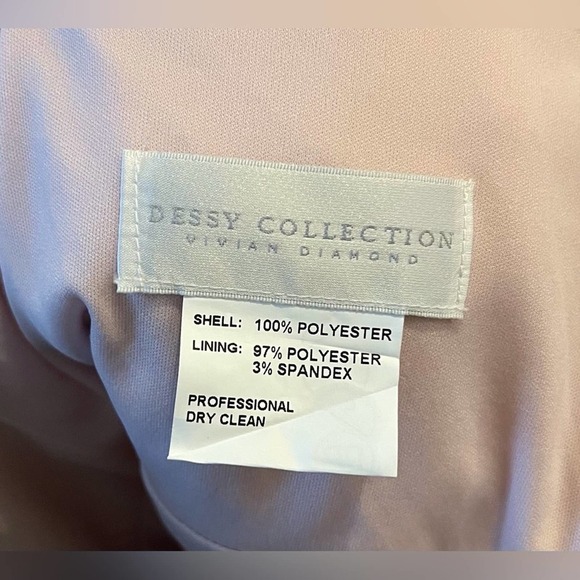 DESSY COLLECTION
VIVIAN DIAMOND
SHELL: 100% POLYESTER
LINING: 97% POLYESTER
3% SPANDEX
PROFESSIONAL
DRY CLEAN